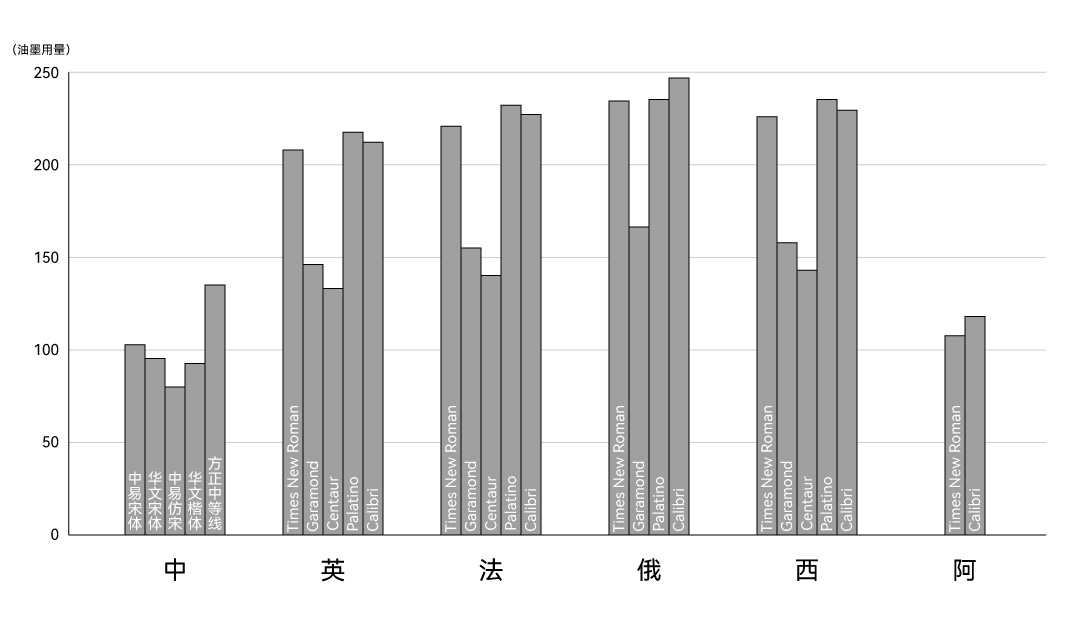 （油墨用量）
250
200
150
100
50
0
中易宋体
华文宋体
中易仿宋
华文楷体
方正中等线
Times New Roman
Garamond
Centaur
Palatino
Calibri
Times New Roman
Garamond
Centaur
Palatino
Calibri
Times New Roman
Garamond
Palatino
Calibri
Times New Roman
Garamond
Centaur
Palatino
Calibri
Times New Roman
Calibri
中
英
法
俄
西
阿